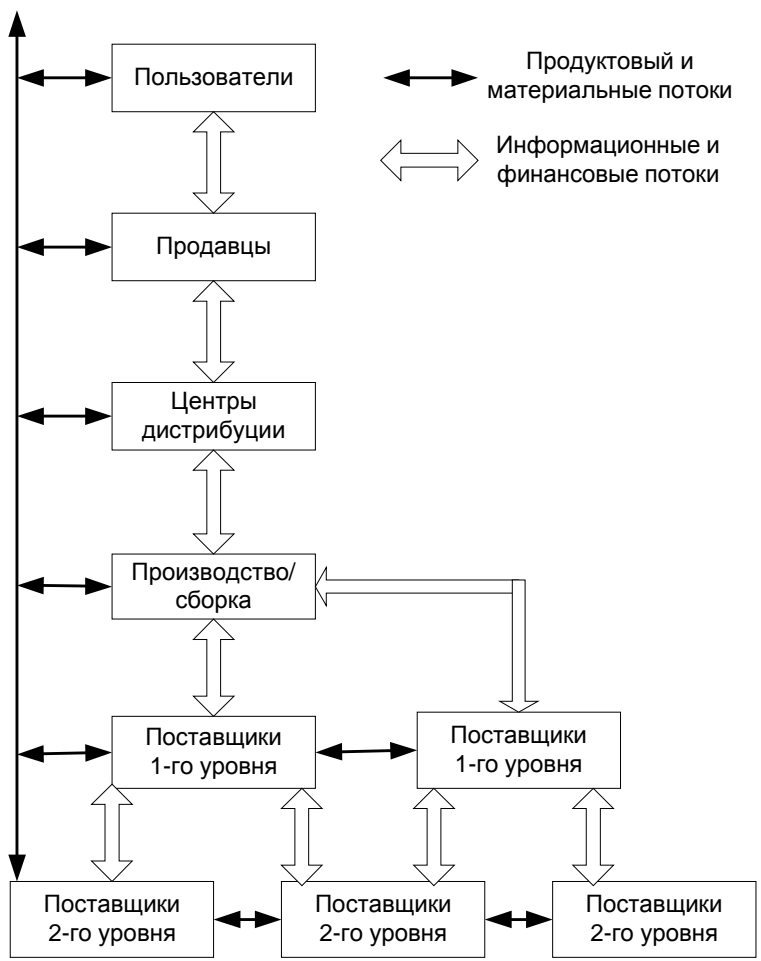 Пользователи
Продуктовый и
материальные потоки
Информационные и
финансовые потоки
Продавцы
Центры
дистрибуции
Производство/
сборка
Поставщики
1-го уровня
Поставщики
1-го уровня
Поставщики
2-го уровня
Поставщики
2-го уровня
Поставщики
2-го уровня